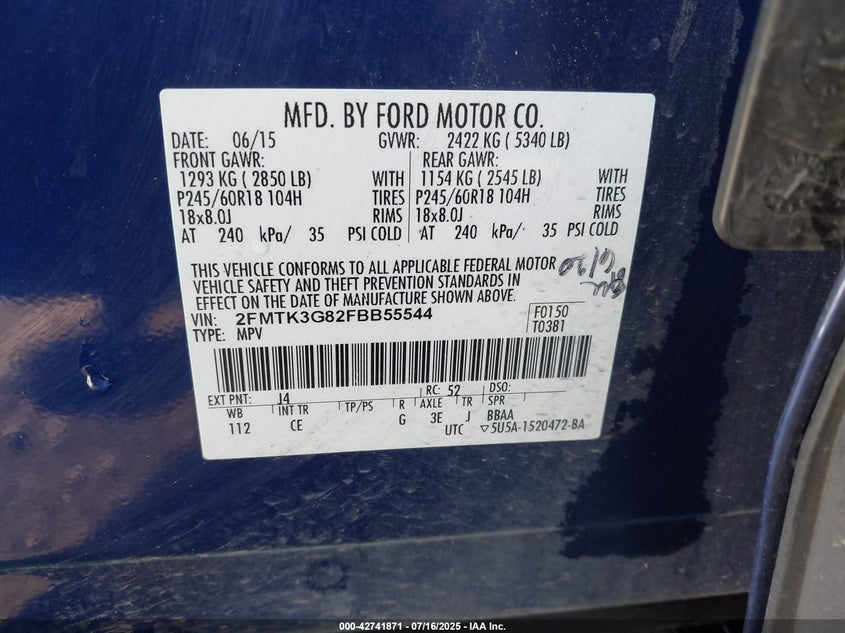 MFD. BY FORD MOTOR CO.
DATE: 06/15 GVWR: 2422 KG ( 5340 LB)
FRONT GAWR: REAR GAWR:
1293 KG ( 2850 LB) WITH 1154 KG ( 2545 LB) WITH
P245/60R18 104H TIRES P245/60R18 104H TIRES
18x8.0J RIMS 18x8.0J RIMS
AT 240 kPa/ 35 PSI COLD AT 240 kPa/ 35 PSI COLD
THIS VEHICLE CONFORMS TO ALL APPLICABLE FEDERAL MOTOR
VEHICLE SAFETY AND THEFT PREVENTION STANDARDS IN
EFFECT ON THE DATE OF MANUFACTURE SHOWN ABOVE.
VIN: 2FMTK3G82FBB55544 F0150
TYPE: MPV T0381
EXT PNT: J4 RC: 52 DSO:
WB INT TR TP/PS R AXLE TR SPR
112 CE G 3E J BBAA
UTC ▽5U5A-1520472-BA
000-42741871 - 07/16/2025 - IAA Inc.